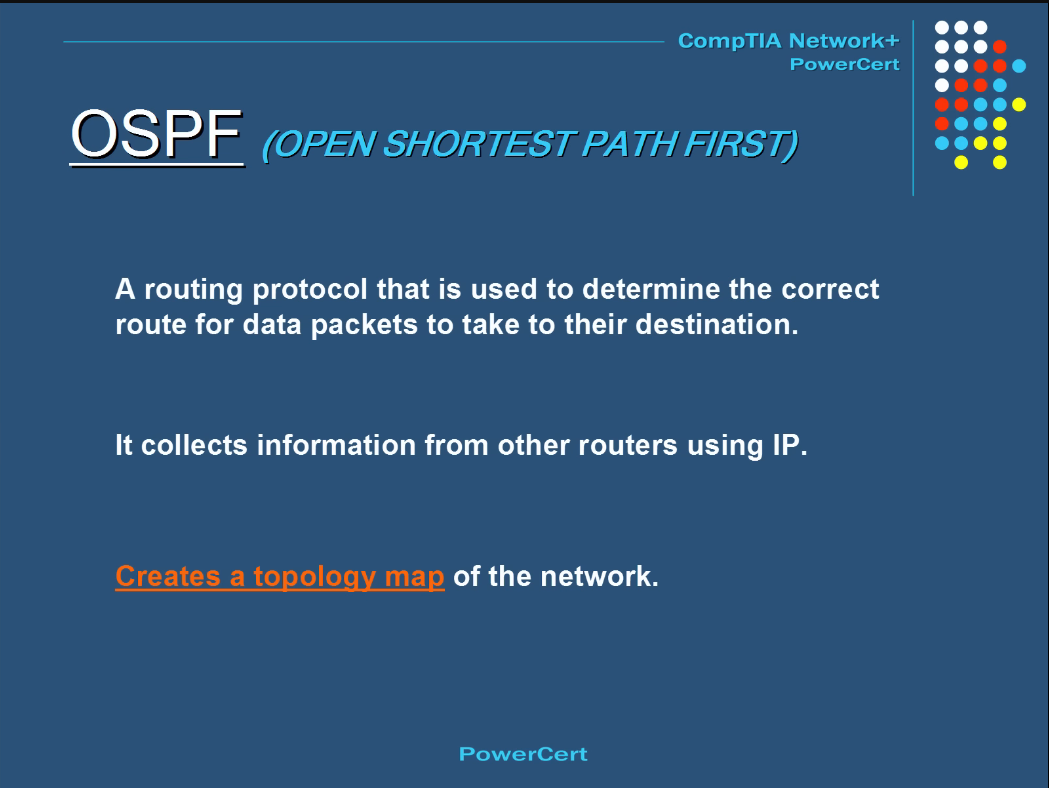 CompTIA Network+
PowerCert
OSPF (OPEN SHORTEST PATH FIRST)
A routing protocol that is used to determine the correct
route for data packets to take to their destination.
It collects information from other routers using IP.
Creates a topology map of the network.
PowerCert